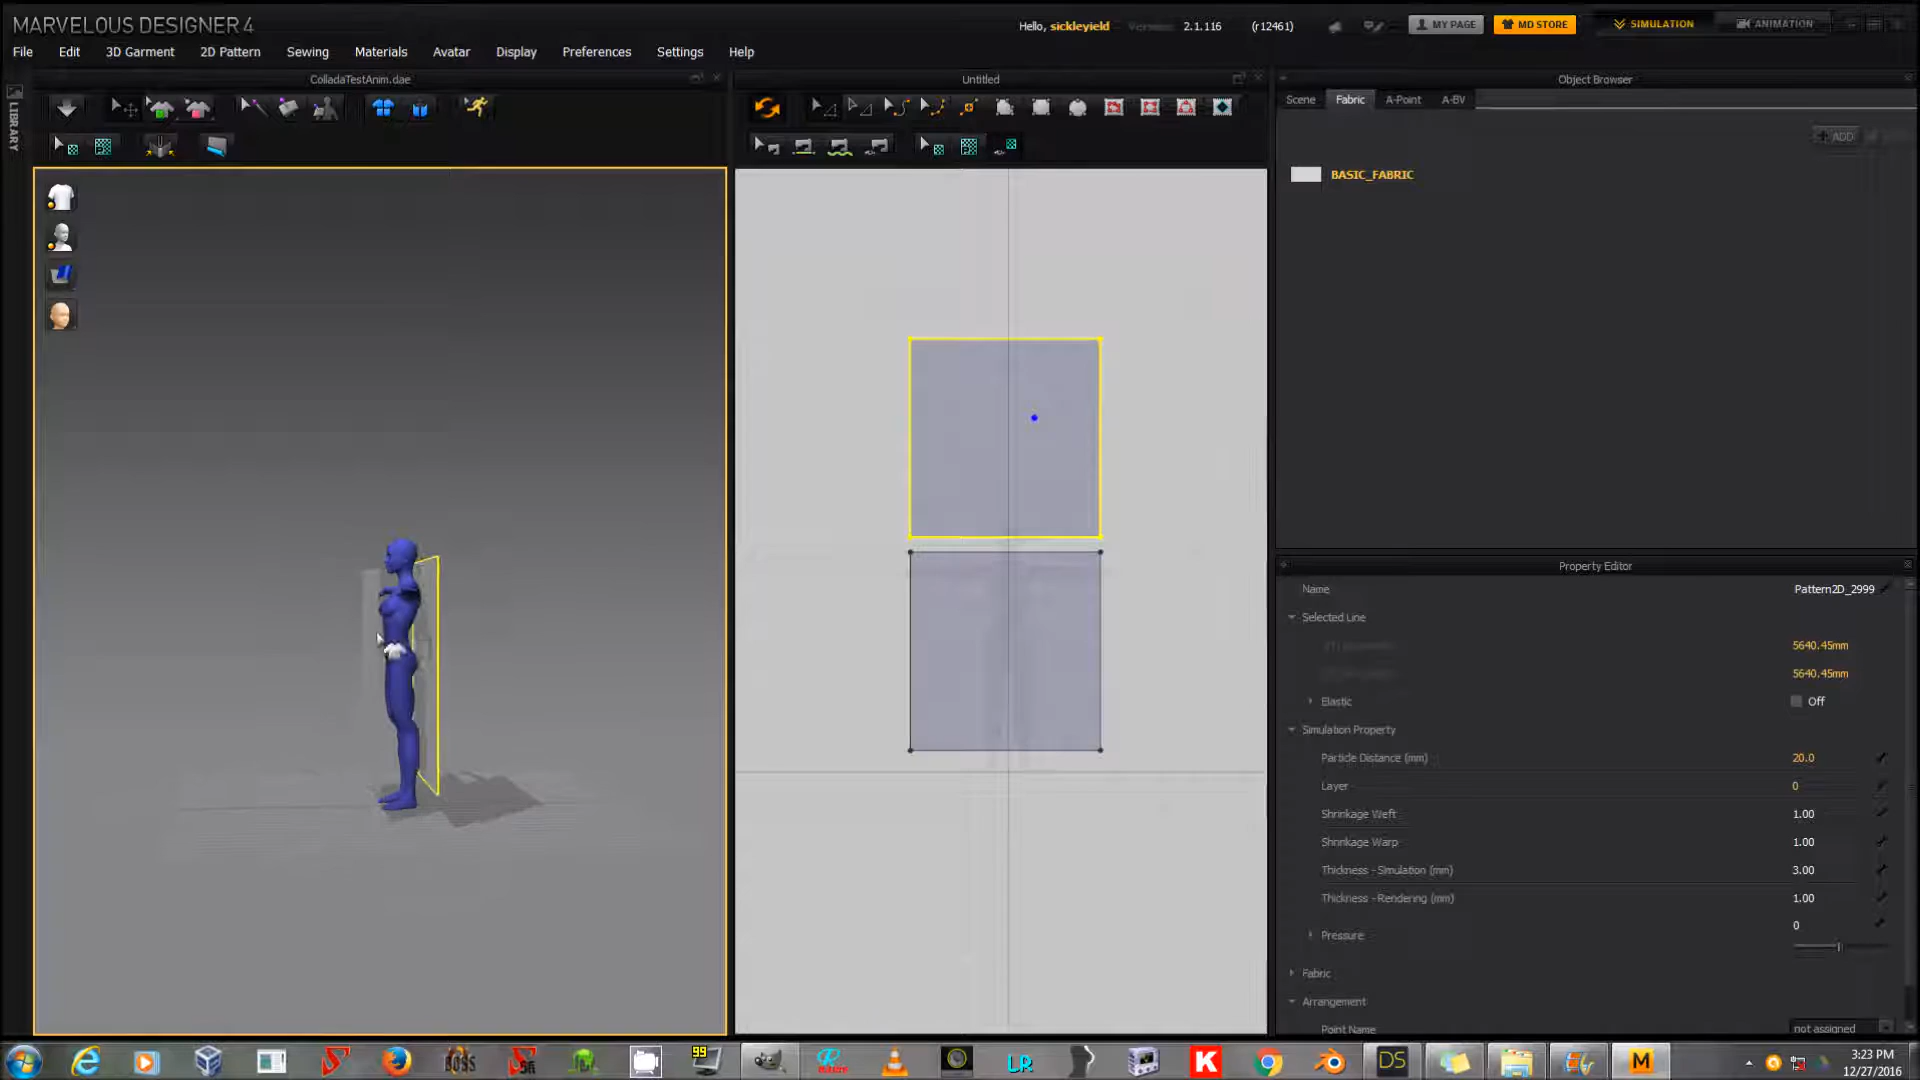 MARVELOUS DESIGNER 4
Hello, sickleyield
2.1.116
(r12461)
MY PAGE
MD STORE
SIMULATION
ANIMATION
File
Edit
3D Garment
2D Pattern
Sewing
Materials
Avatar
Display
Preferences
Settings
Help
ColladaTestAnim.dae
Untitled
Object Browser
LIBRARY
Scene
Fabric
A-Point
A-BV
ADD
BASIC_FABRIC
Property Editor
Name
Pattern2D_2999
Selected Line
5640.45mm
5640.45mm
Elastic
Off
Simulation Property
Particle Distance (mm)
20.0
Layer
0
Shrinkage Weft
1.00
Shrinkage Warp
1.00
Thickness - Simulation (mm)
3.00
Thickness - Rendering (mm)
1.00
Pressure
0
Fabric
Arrangement
Point Name
not assigned
BOSS
99
LR
K
DS
M
3:23 PM
12/27/2016